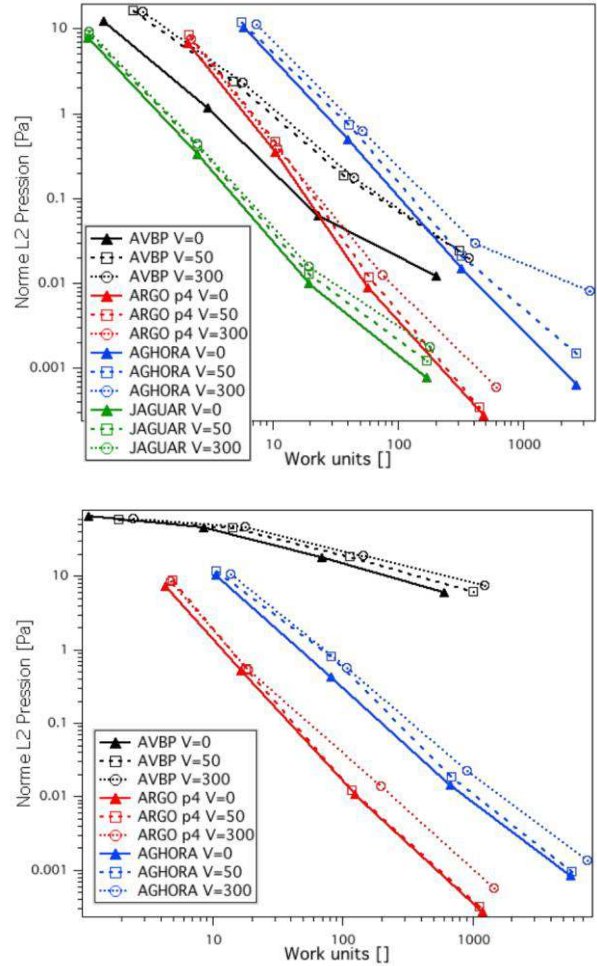 10
1
0.1
0.01
0.001
Norme L2 Pression [Pa]
AVBP V=0
AVBP V=50
AVBP V=300
ARGO p4 V=0
ARGO p4 V=50
ARGO p4 V=300
AGHORA V=0
AGHORA V=50
AGHORA V=300
JAGUAR V=0
JAGUAR V=50
JAGUAR V=300
10 100 1000
Work units []
10
1
0.1
0.01
0.001
Norme L2 Pression [Pa]
AVBP V=0
AVBP V=50
AVBP V=300
ARGO p4 V=0
ARGO p4 V=50
ARGO p4 V=300
AGHORA V=0
AGHORA V=50
AGHORA V=300
10 100 1000
Work units []